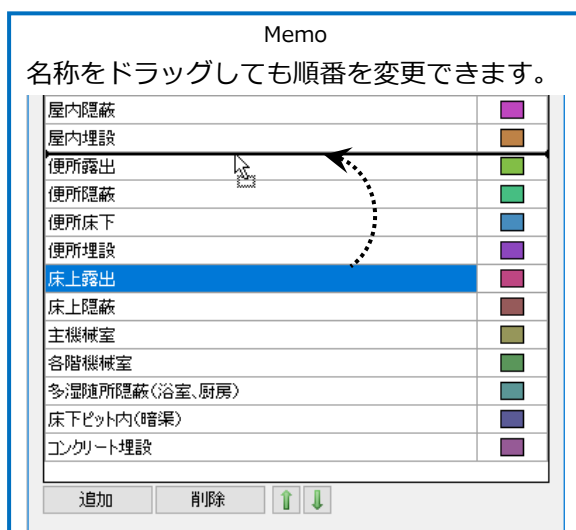 Memo
名称をドラッグしても順番を変更できます。
屋内隠蔽
屋内埋設
便所露出
便所隠蔽
便所床下
便所埋設
床上露出
床上隠蔽
主機械室
各階機械室
多湿随所隠蔽(浴室、厨房)
床下ピット内(暗渠)
コンクリート埋設
追加 削除